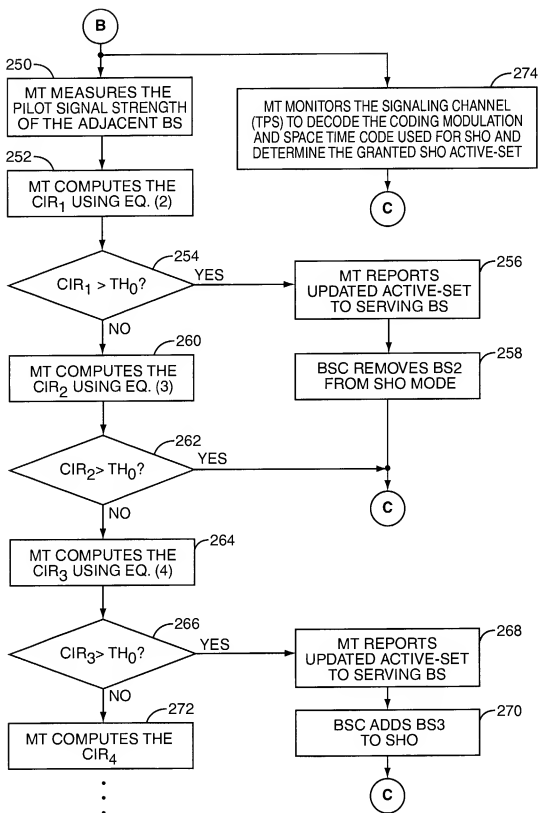 B
250
MT MEASURES THE
PILOT SIGNAL STRENGTH
OF THE ADJACENT BS
274
MT MONITORS THE SIGNALING CHANNEL
(TPS) TO DECODE THE CODING MODULATION
AND SPACE TIME CODE USED FOR SHO AND
DETERMINE THE GRANTED SHO ACTIVE-SET
C
252
MT COMPUTES THE
CIR1 USING EQ. (2)
254
CIR1 > TH0?
YES
NO
256
MT REPORTS
UPDATED ACTIVE-SET
TO SERVING BS
258
BSC REMOVES BS2
FROM SHO MODE
260
MT COMPUTES THE
CIR2 USING EQ. (3)
262
CIR2> TH0?
YES
NO
C
264
MT COMPUTES THE
CIR3 USING EQ. (4)
266
CIR3> TH0?
YES
NO
268
MT REPORTS
UPDATED ACTIVE-SET
TO SERVING BS
270
BSC ADDS BS3
TO SHO
C
272
MT COMPUTES THE
CIR4